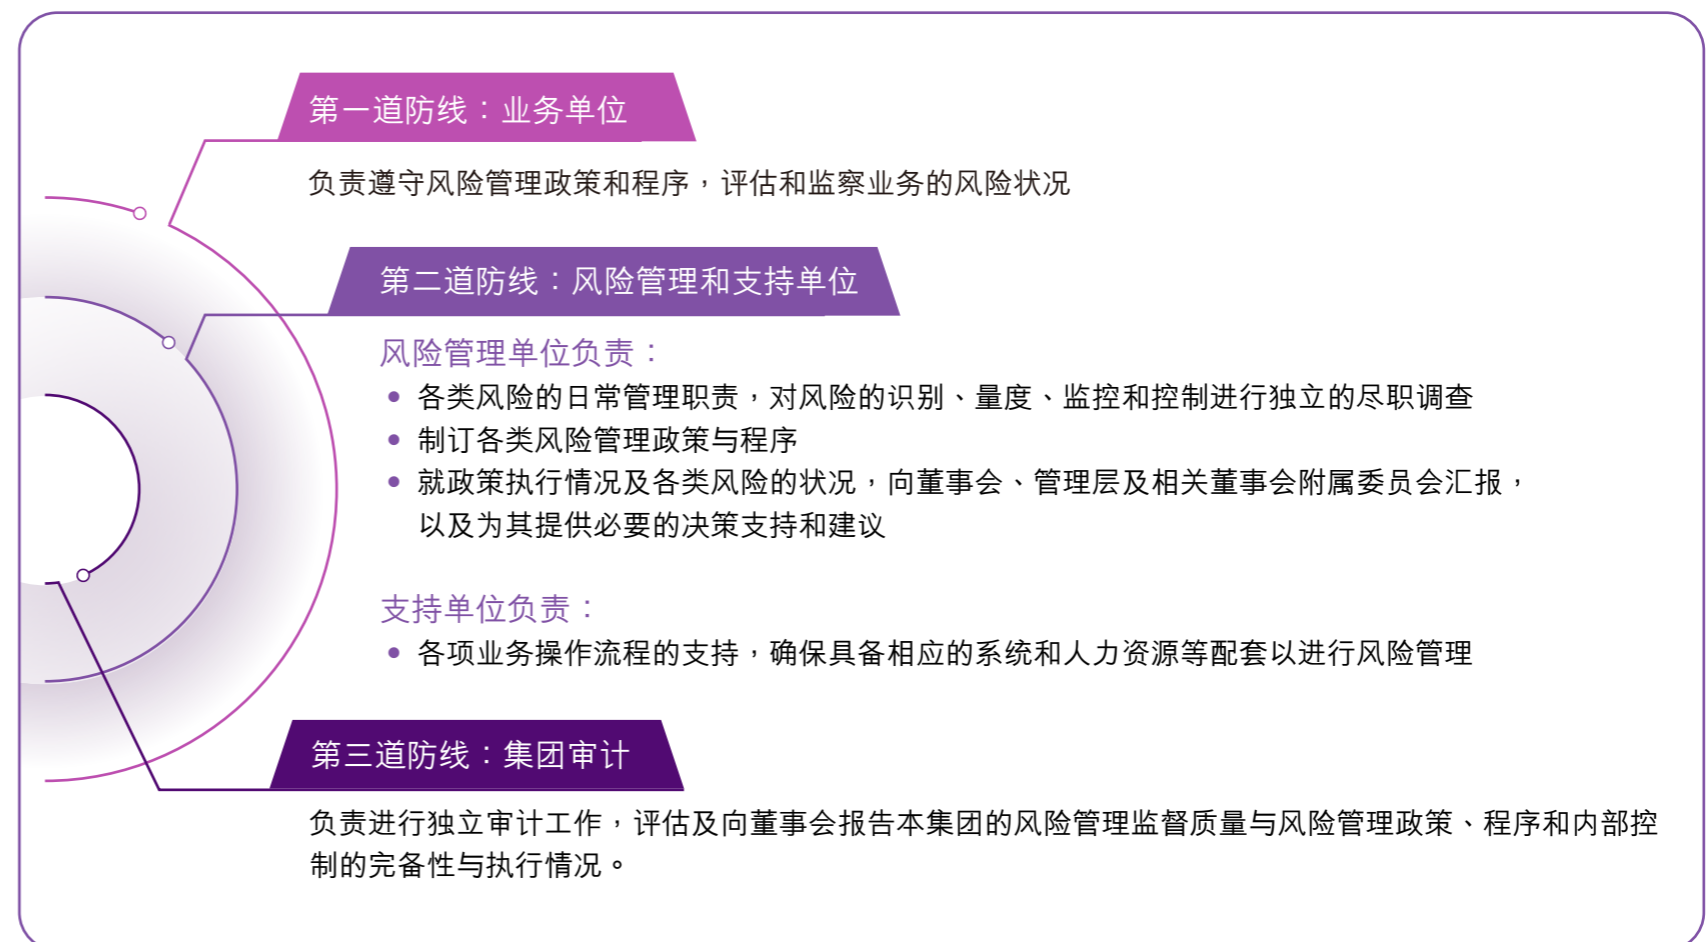 第一道防线：业务单位
负责遵守风险管理政策和程序，评估和监察业务的风险状况
第二道防线：风险管理和支持单位
风险管理单位负责：
• 各类风险的日常管理职责，对风险的识别、量度、监控和控制进行独立的尽职调查
• 制订各类风险管理政策与程序
• 就政策执行情况及各类风险的状况，向董事会、管理层及相关董事会附属委员会汇报，
以及为其提供必要的决策支持和建议
支持单位负责：
• 各项业务操作流程的支持，确保具备相应的系统和人力资源等配套以进行风险管理
第三道防线：集团审计
负责进行独立审计工作，评估及向董事会报告本集团的风险管理监督质量与风险管理政策、程序和内部控
制的完备性与执行情况。